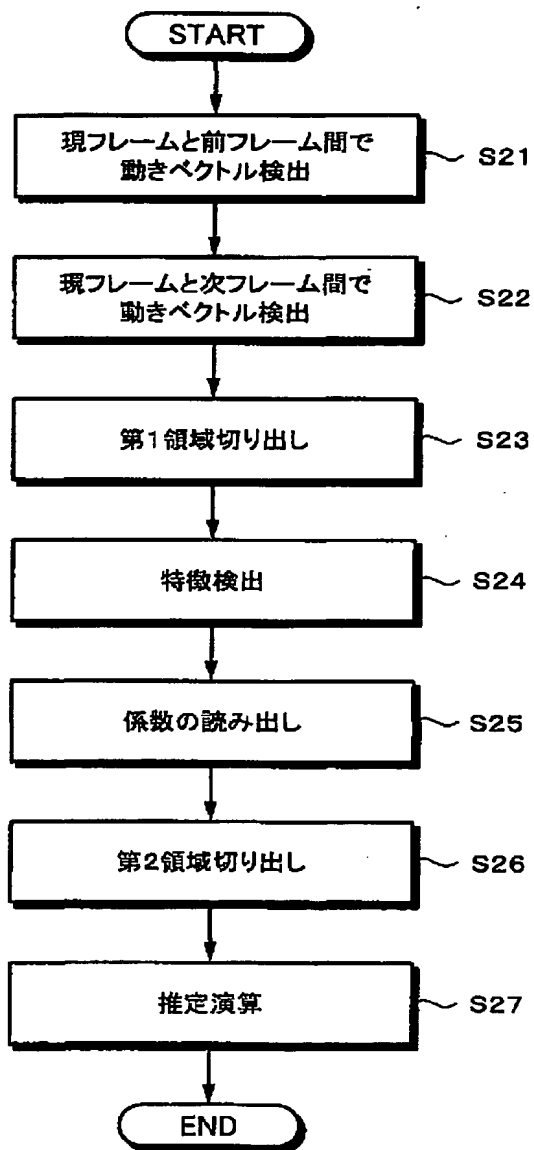 START
現フレームと前フレーム間で
動きベクトル検出
S21
現フレームと次フレーム間で
動きベクトル検出
S22
第1領域切り出し
S23
特徴検出
S24
係数の読み出し
S25
第2領域切り出し
S26
推定演算
S27
END